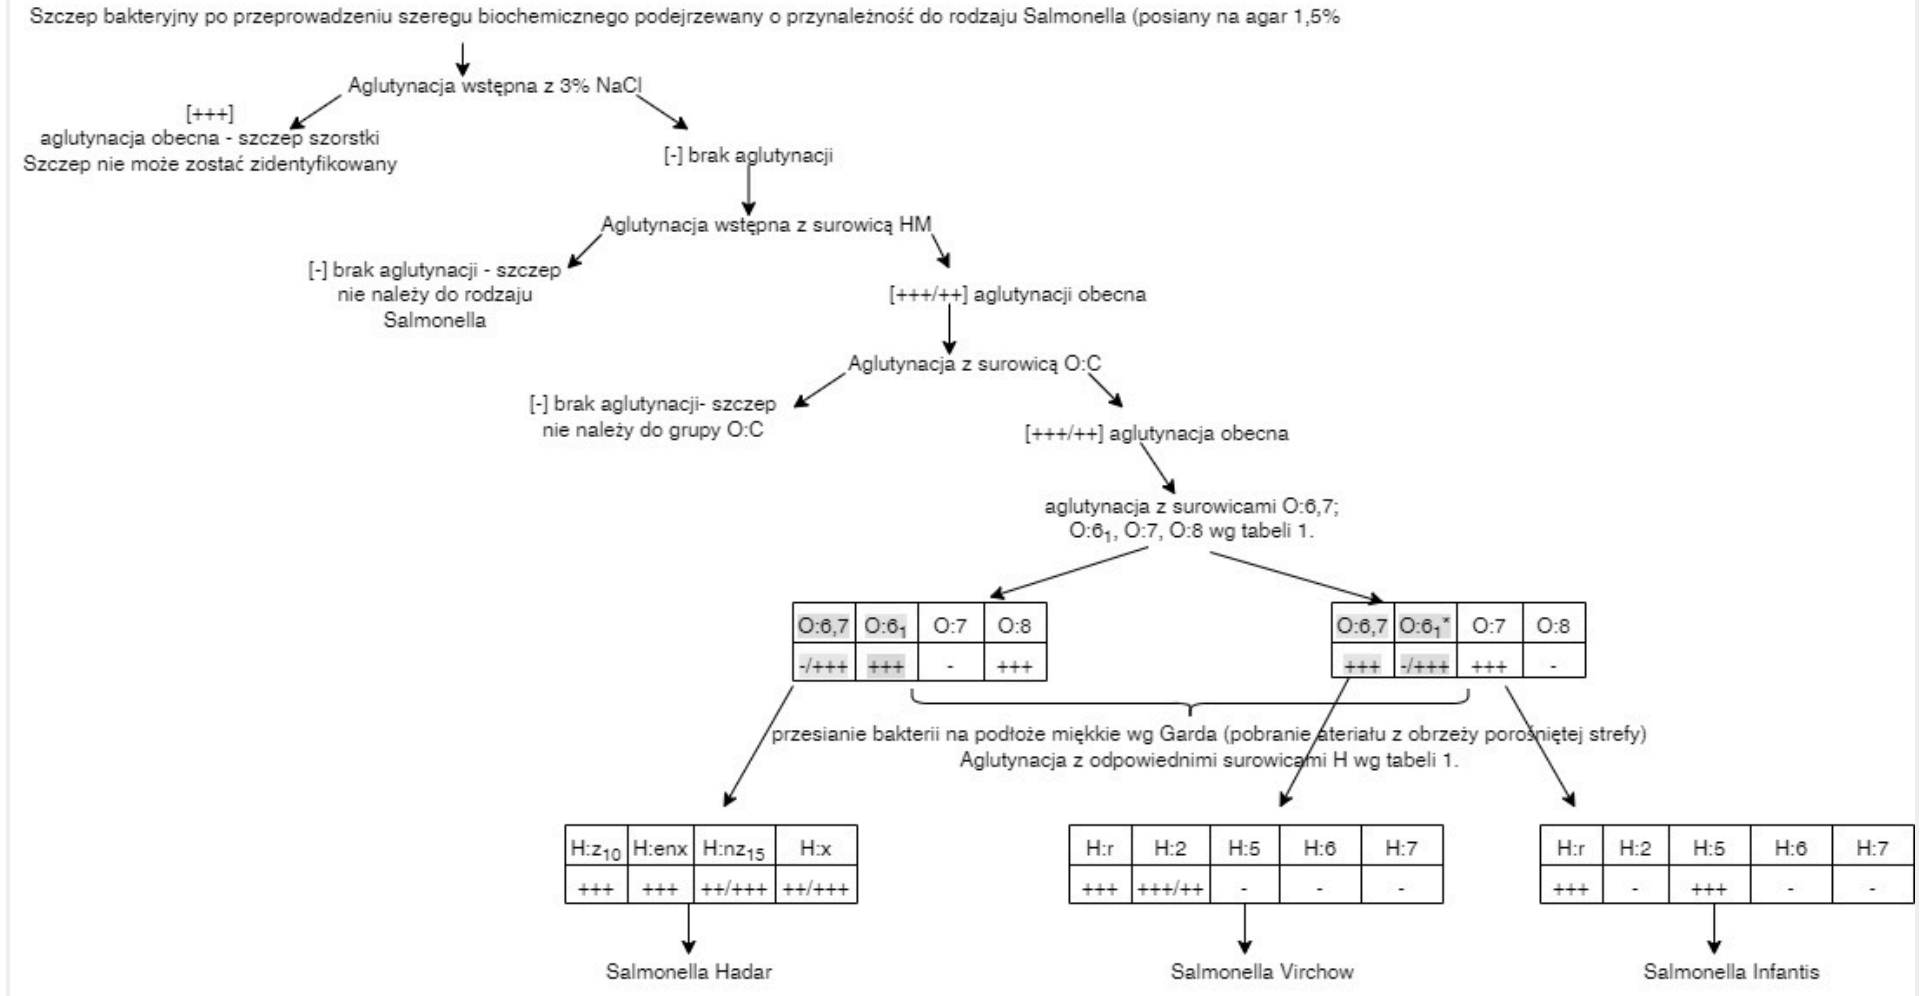 Szczep bakteryjny po przeprowadzeniu szeregu biochemicznego podejrzewany o przynależność do rodzaju Salmonella (posiany na agar 1,5%
Aglutynacja wstępna z 3% NaCl
[+++]
aglutynacja obecna - szczep szorstki
Szczep nie może zostać zidentyfikowany
[-] brak aglutynacji
Aglutynacja wstępna z surowicą HM
[-] brak aglutynacji - szczep
nie należy do rodzaju
Salmonella
[+++/++] aglutynacji obecna
Aglutynacja z surowicą O:C
[-] brak aglutynacji- szczep
nie należy do grupy O:C
[+++/++] aglutynacja obecna
aglutynacja z surowicami O:6,7;
O:6₁, O:7, O:8 wg tabeli 1.
O:6,7 O:6₁ O:7 O:8
-/+++ +++ - +++
O:6,7 O:6₁* O:7 O:8
+++ -/+++ +++ -
przesianie bakterii na podłoże miękkie wg Garda (pobranie ateriału z obrzeży porośniętej strefy)
Aglutynacja z odpowiednimi surowicami H wg tabeli 1.
H:z₁₀ H:enx H:nz₁₅ H:x
+++ +++ ++/+++ ++/+++
Salmonella Hadar
H:r H:2 H:5 H:6 H:7
+++ +++/++ - - -
Salmonella Virchow
H:r H:2 H:5 H:6 H:7
+++ - +++ - -
Salmonella Infantis